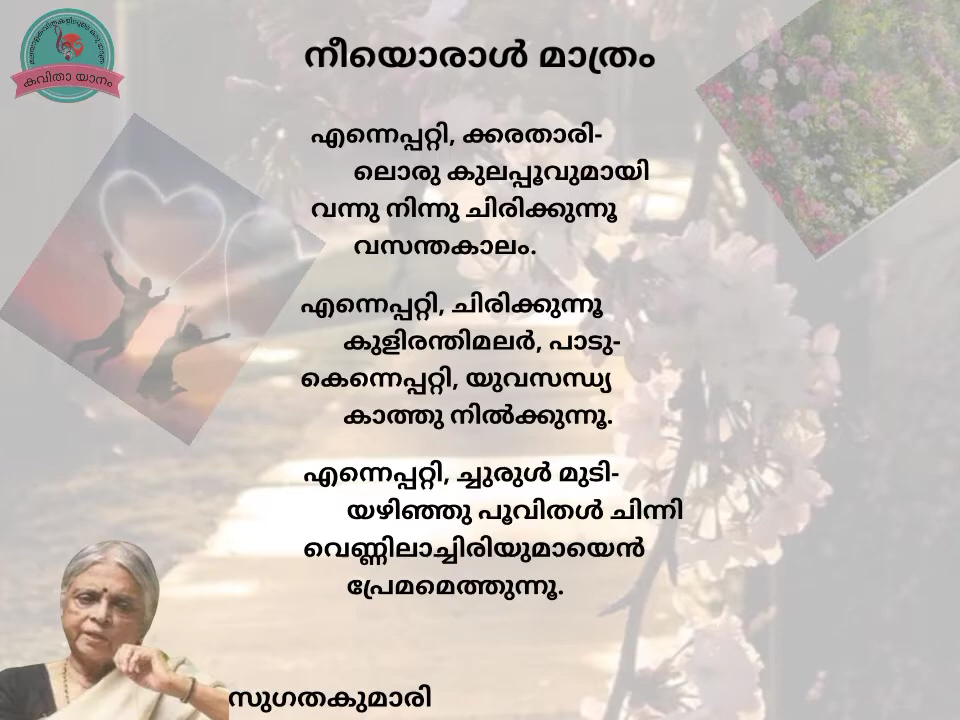 കവിതാ യാനം
നീയൊരാൾ മാത്രം
എന്നെപ്പറ്റി, ക്കരതാരി-
ലൊരു കുലപ്പൂവുമായി
വന്നു നിന്നു ചിരിക്കുന്നൂ
വസന്തകാലം.
എന്നെപ്പറ്റി, ചിരിക്കുന്നൂ
കുളിരന്തിമലർ, പാടു-
കെന്നെപ്പറ്റി, യുവസന്ധ്യ
കാത്തു നിൽക്കുന്നൂ.
എന്നെപ്പറ്റി, ച്ചുരുൾ മുടി-
യഴിഞ്ഞു പൂവിതൾ ചിന്നി
വെണ്ണിലാച്ചിരിയുമായെൻ
പ്രേമമെത്തുന്നൂ.
സുഗതകുമാരി